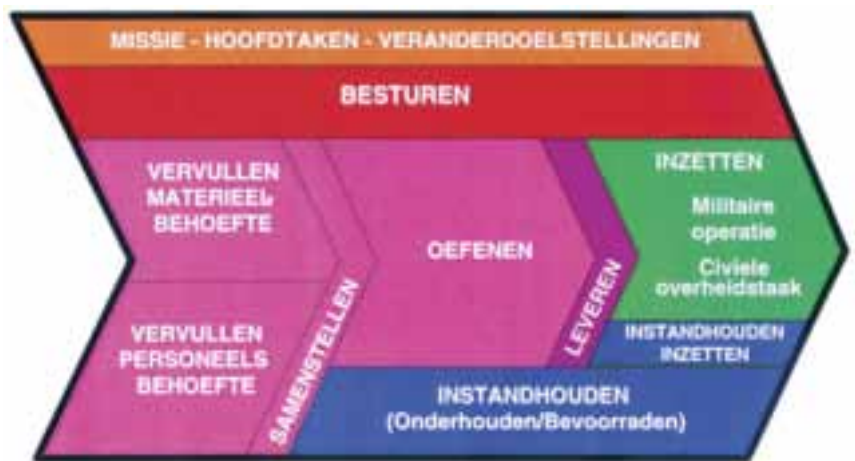 MISSIE - HOOFDTAKEN - VERANDERDOELSTELLINGEN
BESTUREN
VERVULLEN
MATERIEEL
BEHOEFTE
VERVULLEN
PERSONEELS
BEHOEFTE
SAMENSTELLEN
OEFENEN
LEVEREN
INZETTEN
Militaire
operatie
Civiele
overheidstaak
INSTANDHOUDEN
INZETTEN
INSTANDHOUDEN
(Onderhouden/Bevoorraden)